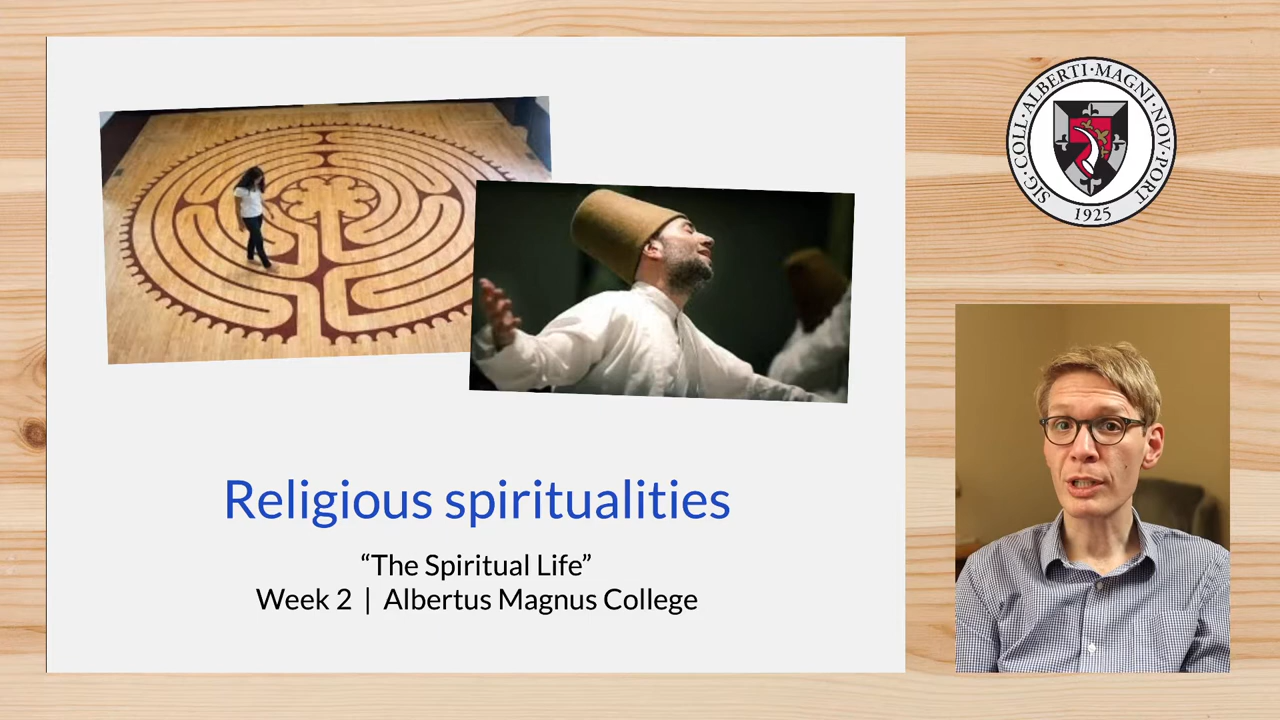 Religious spiritualities
“The Spiritual Life”
Week 2 | Albertus Magnus College
SIG·COLL·ALBERTI·MAGNI·NOV·PORT
1925